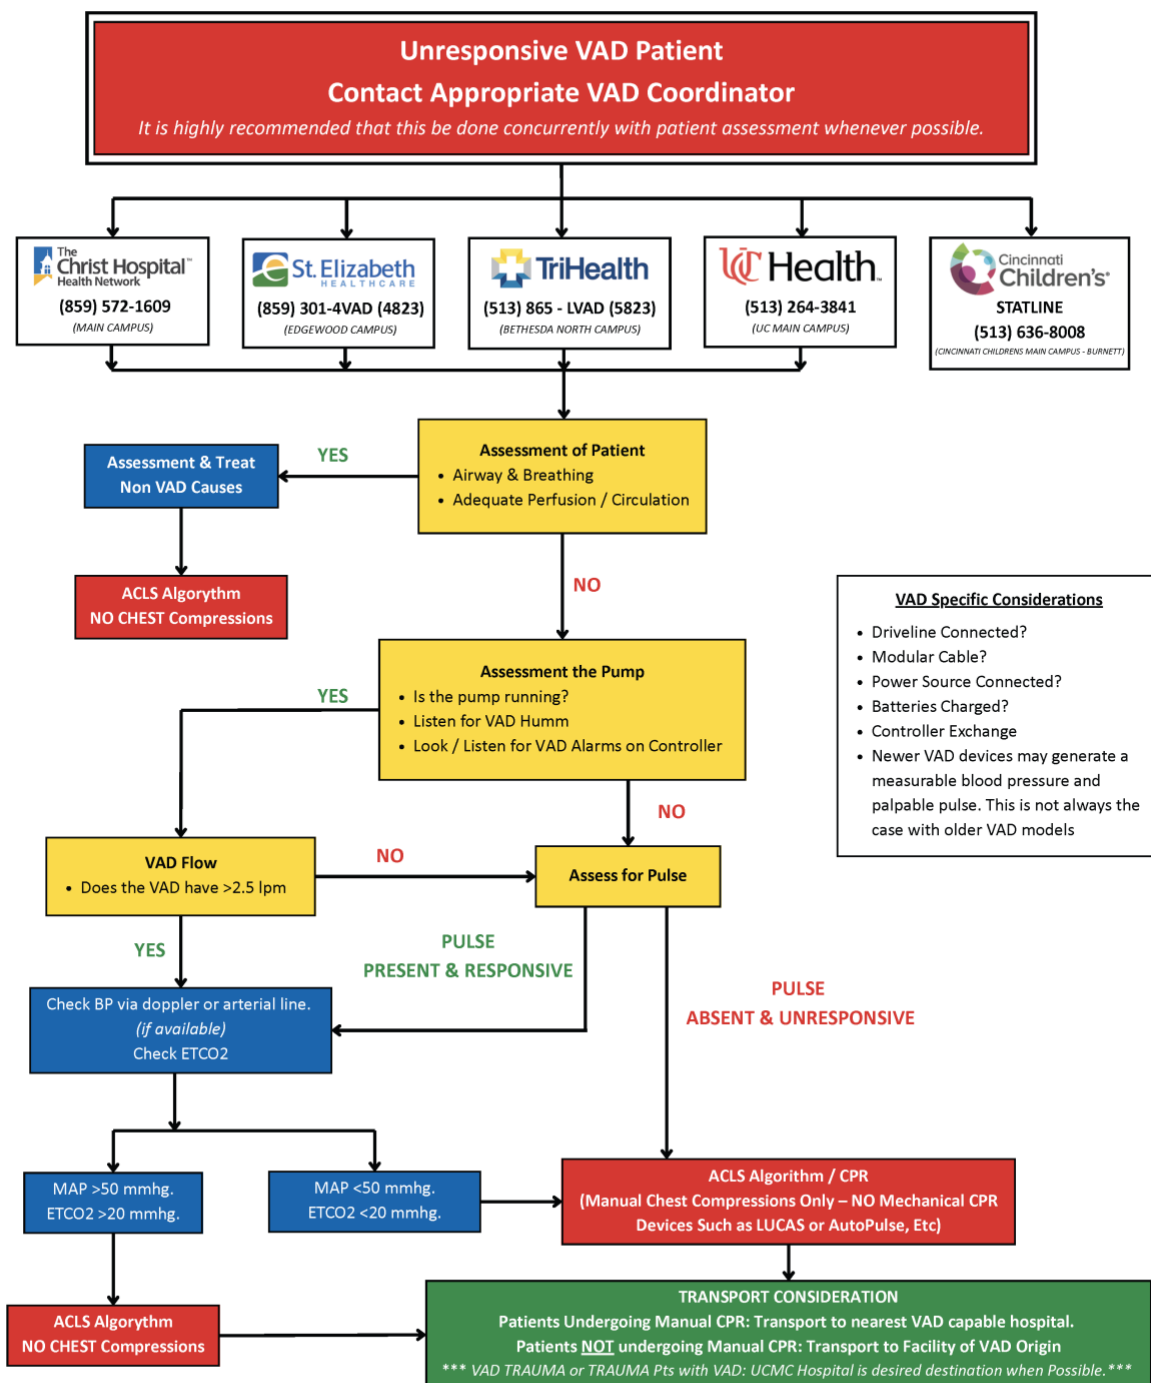 Unresponsive VAD Patient
Contact Appropriate VAD Coordinator
It is highly recommended that this be done concurrently with patient assessment whenever possible.
The
Christ Hospital™
Health Network
(859) 572-1609
(MAIN CAMPUS)
St. Elizabeth
HEALTHCARE
(859) 301-4VAD (4823)
(EDGEWOOD CAMPUS)
TriHealth
(513) 865 - LVAD (5823)
(BETHESDA NORTH CAMPUS)
UC Health™
(513) 264-3841
(UC MAIN CAMPUS)
Cincinnati
Children's®
STATLINE
(513) 636-8008
(CINCINNATI CHILDRENS MAIN CAMPUS - BURNETT)
Assessment of Patient
• Airway & Breathing
• Adequate Perfusion / Circulation
YES
Assessment & Treat
Non VAD Causes
ACLS Algorythm
NO CHEST Compressions
NO
VAD Specific Considerations
• Driveline Connected?
• Modular Cable?
• Power Source Connected?
• Batteries Charged?
• Controller Exchange
• Newer VAD devices may generate a
measurable blood pressure and
palpable pulse. This is not always the
case with older VAD models
Assessment the Pump
• Is the pump running?
• Listen for VAD Humm
• Look / Listen for VAD Alarms on Controller
YES
NO
VAD Flow
• Does the VAD have >2.5 lpm
NO
Assess for Pulse
YES
PULSE
PRESENT & RESPONSIVE
PULSE
ABSENT & UNRESPONSIVE
Check BP via doppler or arterial line.
(if available)
Check ETCO2
MAP >50 mmhg.
ETCO2 >20 mmhg.
MAP <50 mmhg.
ETCO2 <20 mmhg.
ACLS Algorithm / CPR
(Manual Chest Compressions Only – NO Mechanical CPR
Devices Such as LUCAS or AutoPulse, Etc)
ACLS Algorythm
NO CHEST Compressions
TRANSPORT CONSIDERATION
Patients Undergoing Manual CPR: Transport to nearest VAD capable hospital.
Patients NOT undergoing Manual CPR: Transport to Facility of VAD Origin
*** VAD TRAUMA or TRAUMA Pts with VAD: UCMC Hospital is desired destination when Possible.***